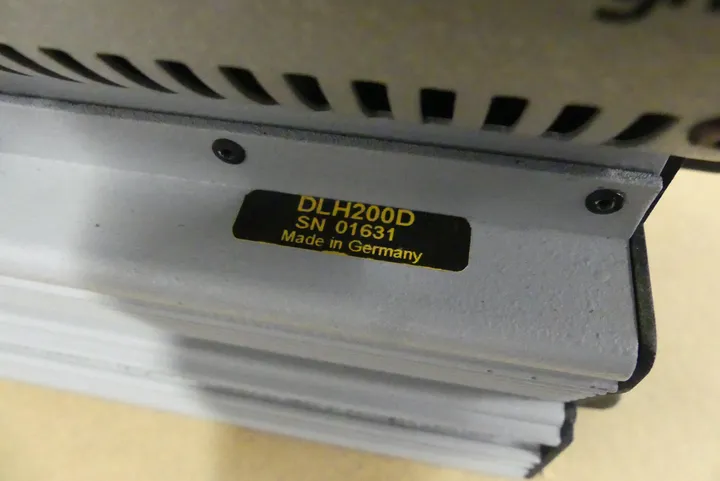 DLH200D
SN 01631
Made in Germany